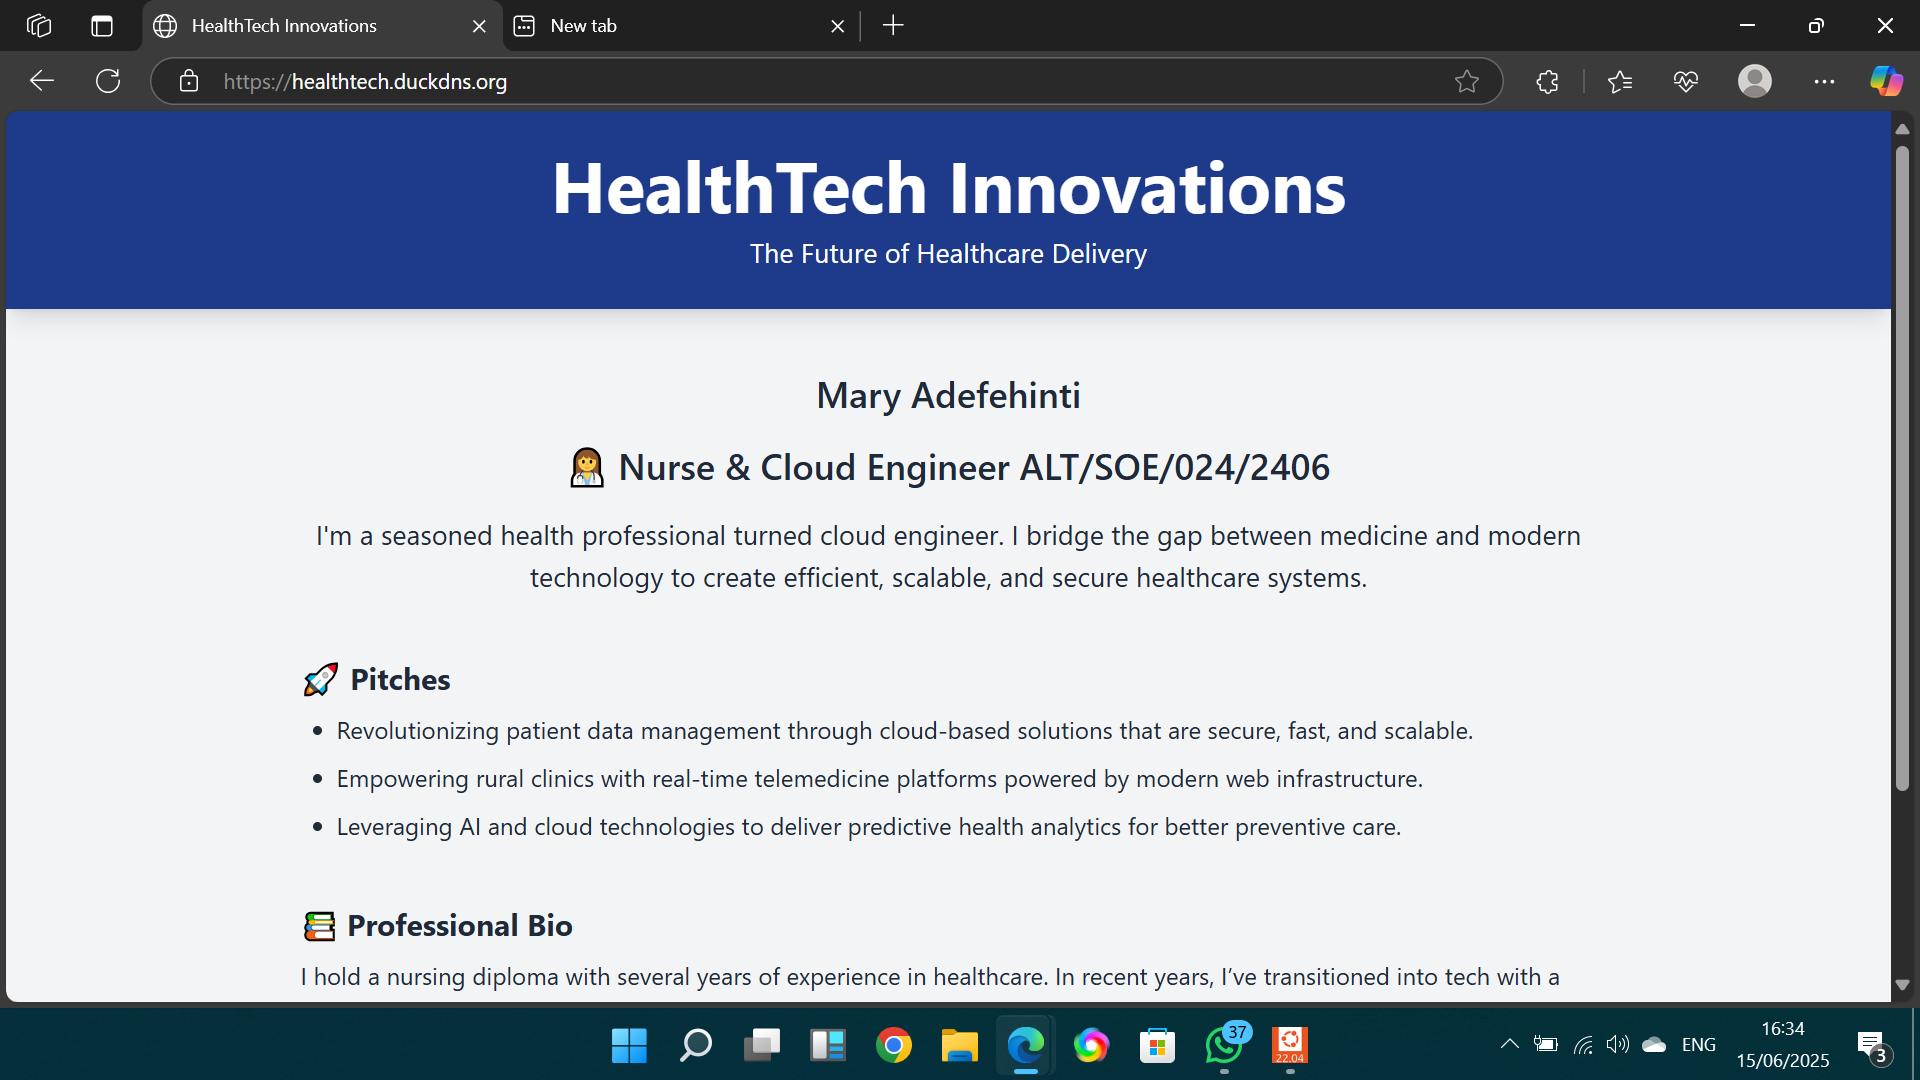 HealthTech Innovations
New tab
https://healthtech.duckdns.org
HealthTech Innovations
The Future of Healthcare Delivery
Mary Adefehinti
Nurse & Cloud Engineer ALT/SOE/024/2406
I'm a seasoned health professional turned cloud engineer. I bridge the gap between medicine and modern
technology to create efficient, scalable, and secure healthcare systems.
Pitches
• Revolutionizing patient data management through cloud-based solutions that are secure, fast, and scalable.
• Empowering rural clinics with real-time telemedicine platforms powered by modern web infrastructure.
• Leveraging AI and cloud technologies to deliver predictive health analytics for better preventive care.
Professional Bio
I hold a nursing diploma with several years of experience in healthcare. In recent years, I’ve transitioned into tech with a
37
22.04
ENG
16:34
15/06/2025
3